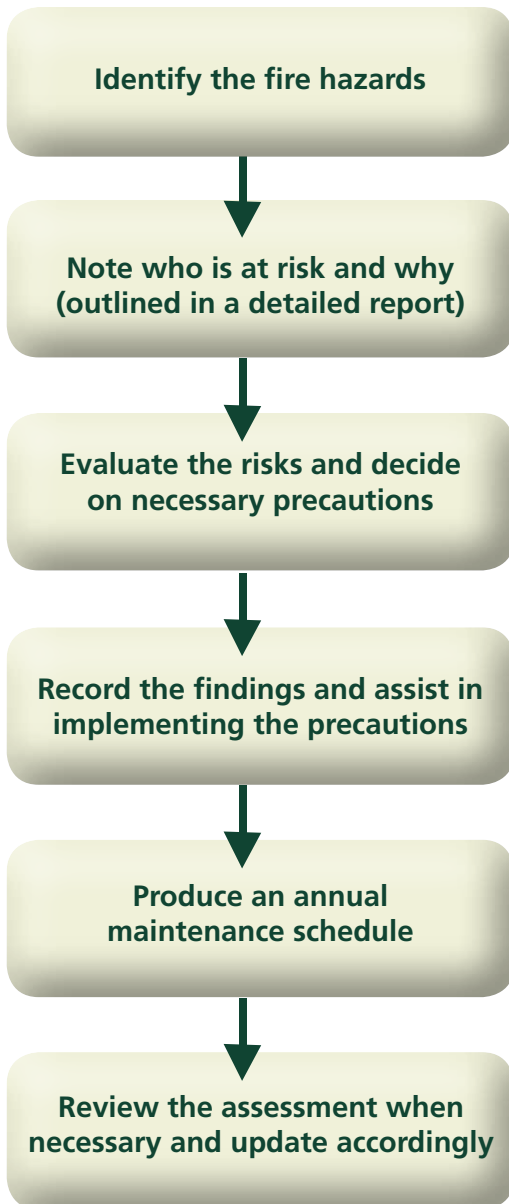 Identify the fire hazards
Note who is at risk and why
(outlined in a detailed report)
Evaluate the risks and decide
on necessary precautions
Record the findings and assist in
implementing the precautions
Produce an annual
maintenance schedule
Review the assessment when
necessary and update accordingly